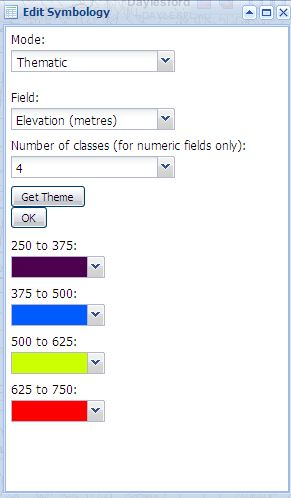 Daylesford
Edit Symbology
Mode:
Thematic
Field:
Elevation (metres)
Number of classes (for numeric fields only):
4
Get Theme
OK
250 to 375:
375 to 500:
500 to 625:
625 to 750: